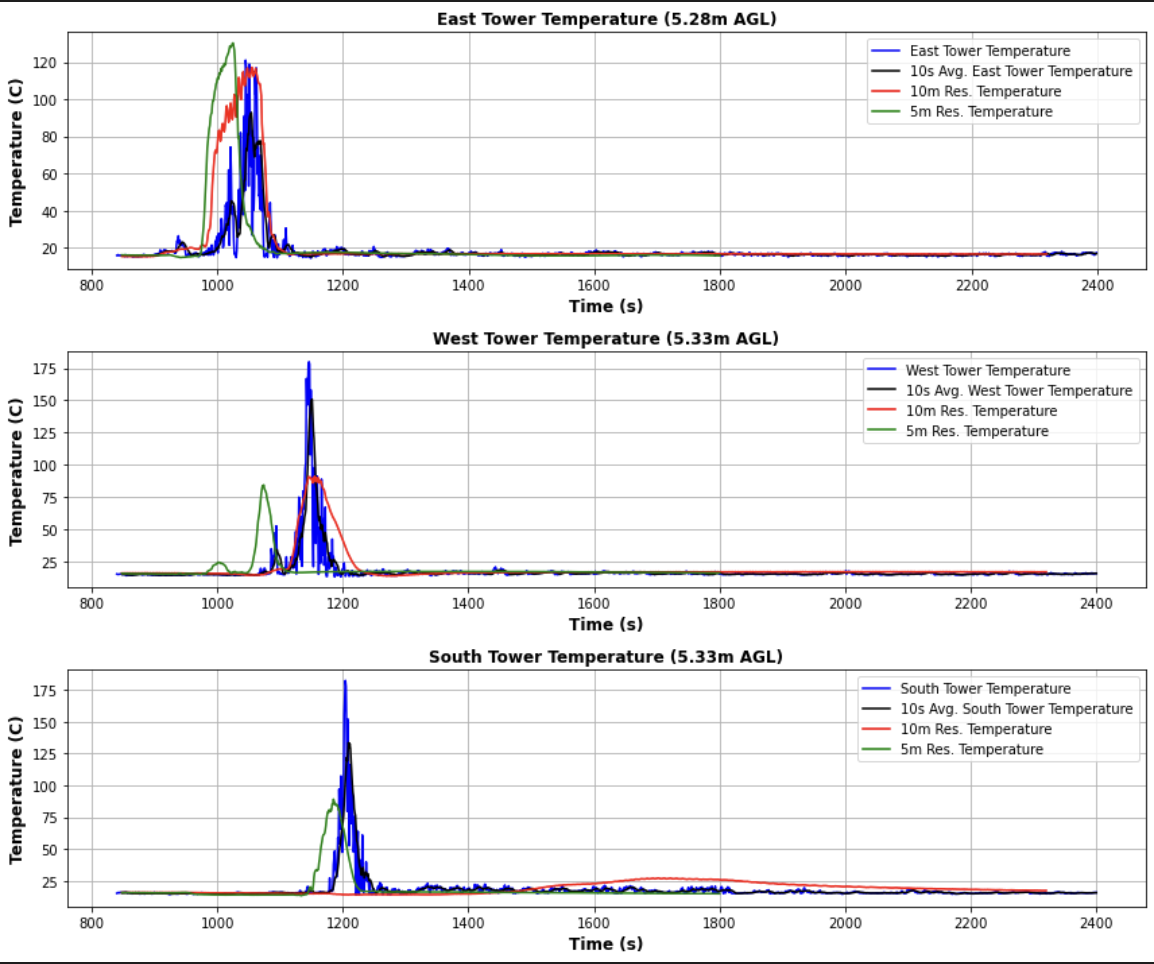 East Tower Temperature (5.28m AGL)
Temperature (C)
120
100
80
60
40
20
East Tower Temperature
10s Avg. East Tower Temperature
10m Res. Temperature
5m Res. Temperature
800 1000 1200 1400 1600 1800 2000 2200 2400
Time (s)
West Tower Temperature (5.33m AGL)
Temperature (C)
175
150
125
100
75
50
25
West Tower Temperature
10s Avg. West Tower Temperature
10m Res. Temperature
5m Res. Temperature
800 1000 1200 1400 1600 1800 2000 2200 2400
Time (s)
South Tower Temperature (5.33m AGL)
Temperature (C)
175
150
125
100
75
50
25
South Tower Temperature
10s Avg. South Tower Temperature
10m Res. Temperature
5m Res. Temperature
800 1000 1200 1400 1600 1800 2000 2200 2400
Time (s)